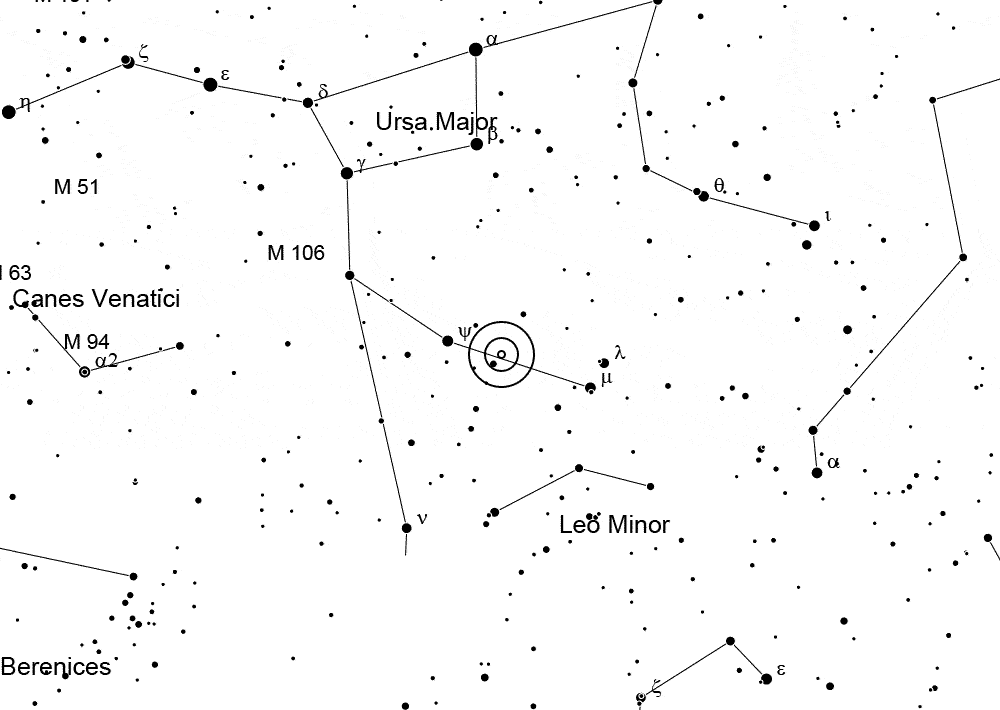 ζ
α
ε
η
δ
Ursa.Major
β
γ
M 51
θ
ι
M 106
63
Canes Venatici
M 94
ψ
λ
α2
μ
α
ν
Leo Minor
Berenices
ε
ζ